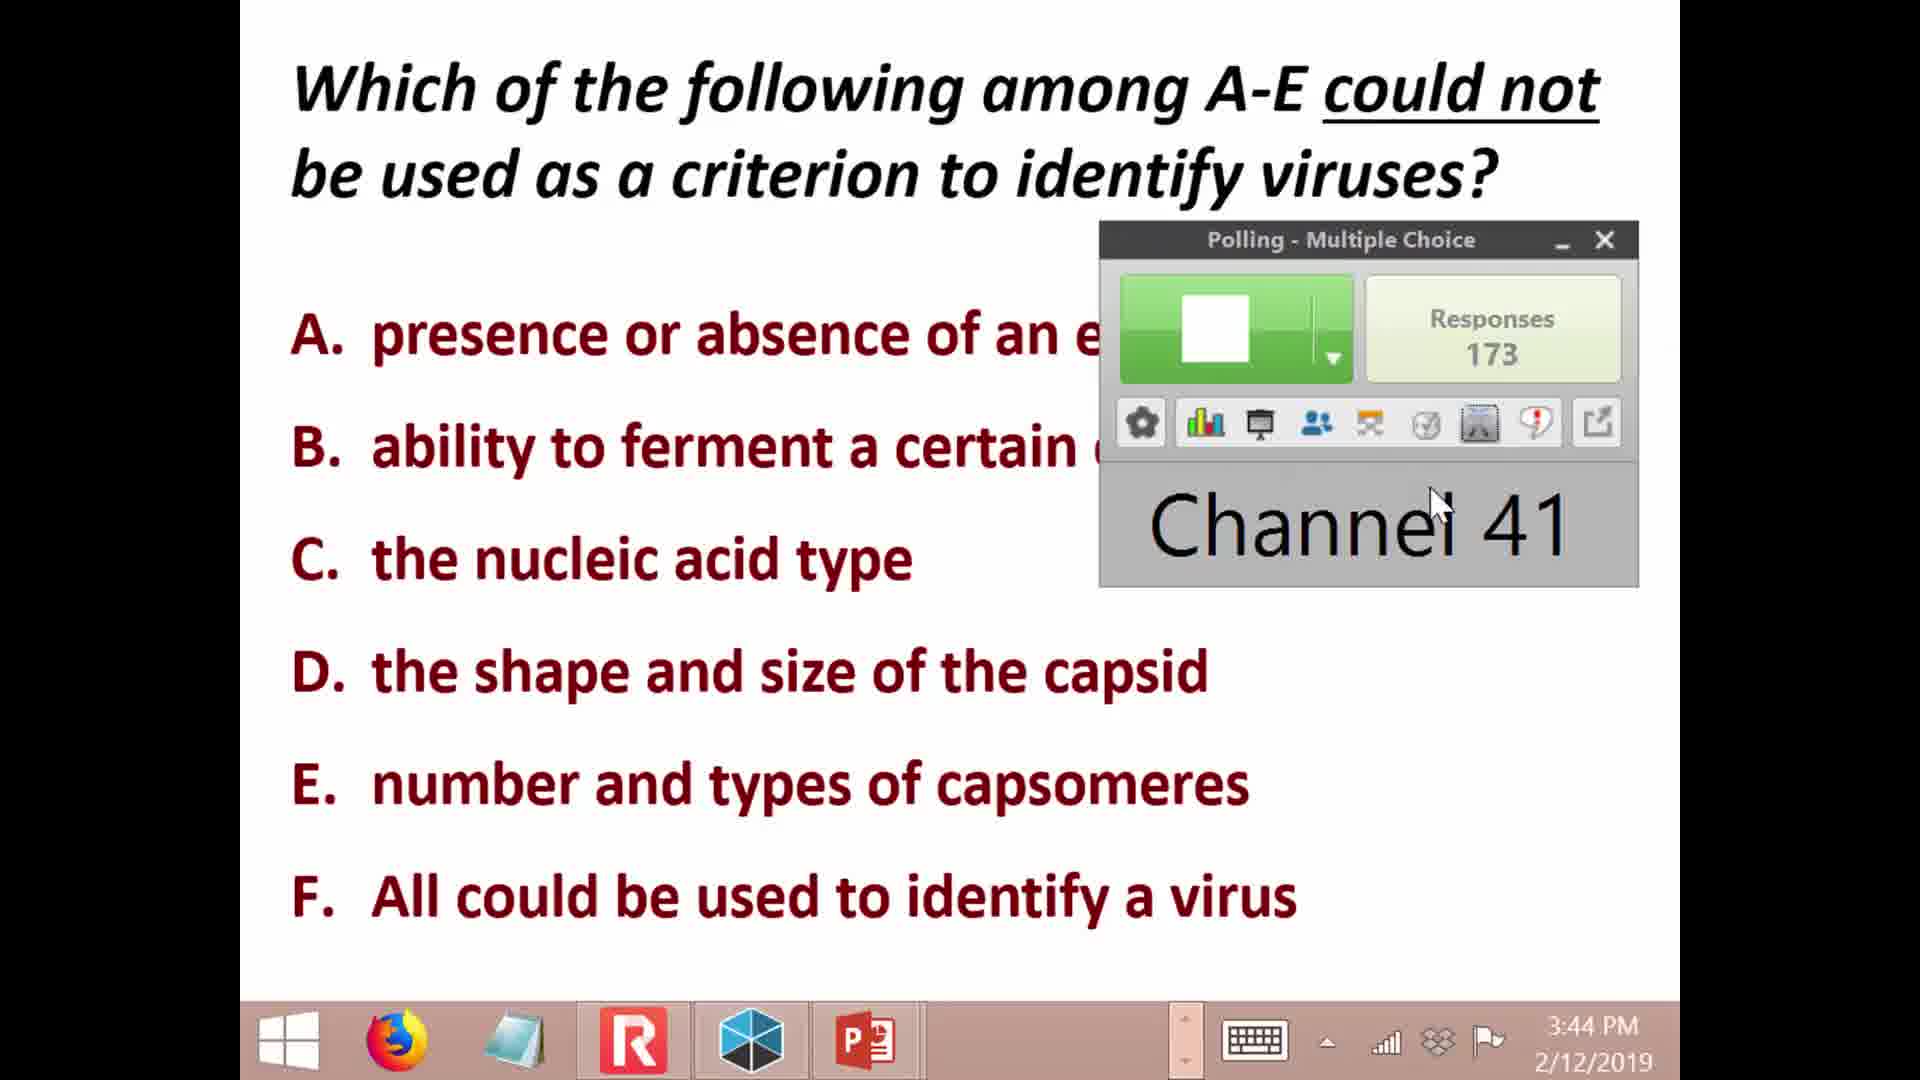 Which of the following among A-E could not
be used as a criterion to identify viruses?
Polling - Multiple Choice
Responses
173
A. presence or absence of an
B. ability to ferment a certain
Channel 41
C. the nucleic acid type
D. the shape and size of the capsid
E. number and types of capsomeres
F. All could be used to identify a virus
3:44 PM
2/12/2019